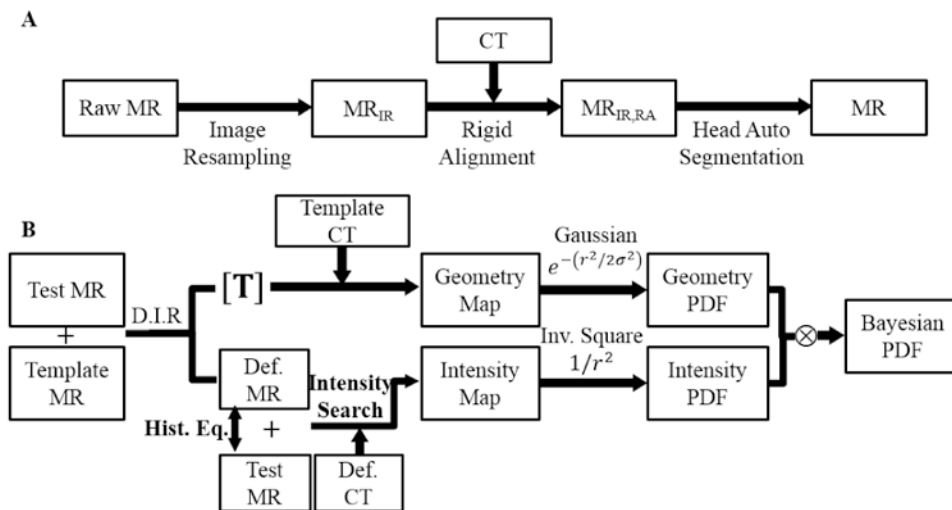 A
CT
Raw MR
MR_IR
MR_IR,RA
MR
Image
Resampling
Rigid
Alignment
Head Auto
Segmentation
B
Template
CT
Test MR
+
Template
MR
D.I.R
[T]
Def.
MR
Hist. Eq.
+
Test
MR
Def.
CT
Intensity
Search
Geometry
Map
Intensity
Map
Gaussian
e^{-(r^2/2σ^2)}
Inv. Square
1/r^2
Geometry
PDF
Intensity
PDF
⊗
Bayesian
PDF